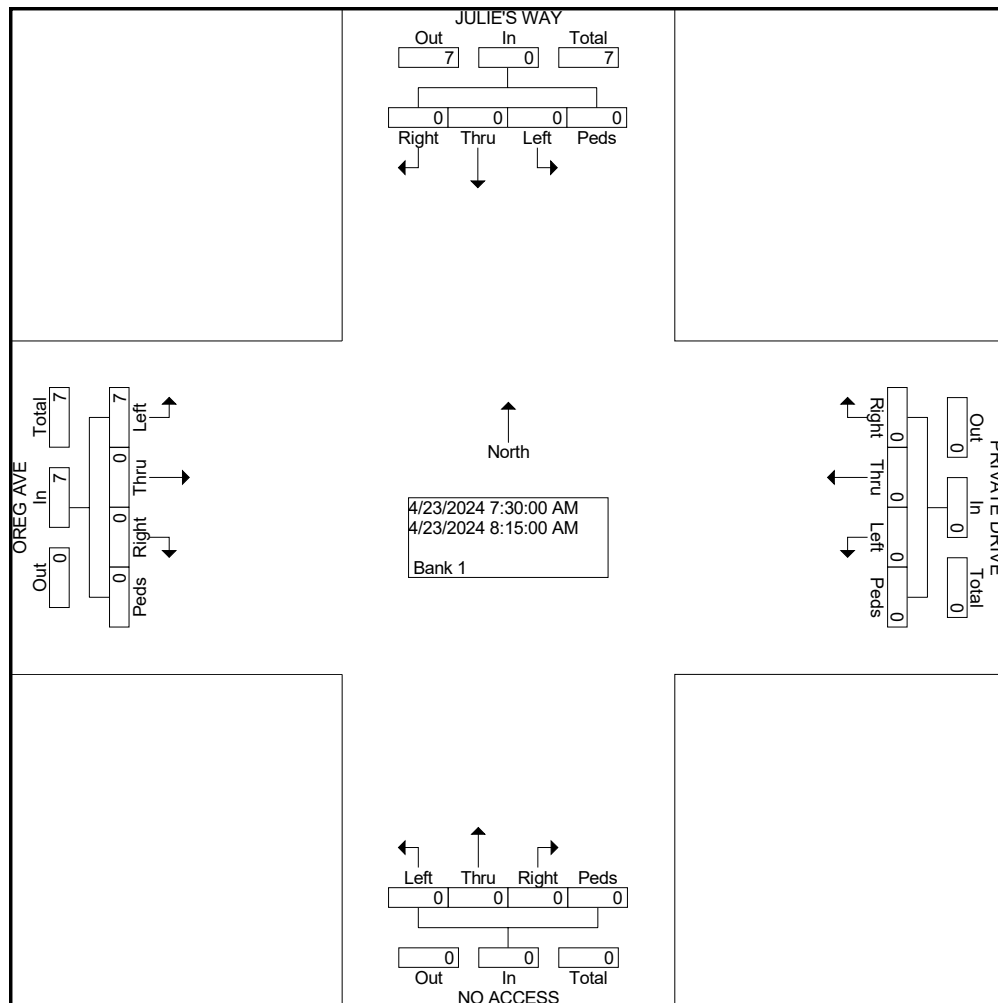 JULIE'S WAY
Out In Total
7 0 7
0 0 0 0
Right Thru Left Peds
OREG AVE
Total In Out
7 7 0
7 0 0 0
Left Thru Right Peds
North
4/23/2024 7:30:00 AM
4/23/2024 8:15:00 AM
Bank 1
Right Thru Left Peds
0 0 0 0
0 0 0
Out In Total
PRIVATE DRIVE
Left Thru Right Peds
0 0 0 0
0 0 0
Out In Total
NO ACCESS